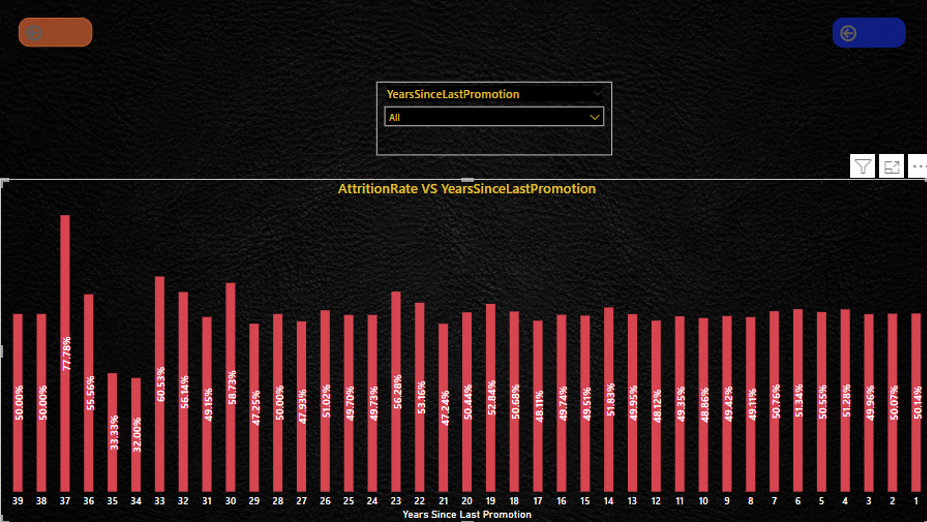 YearsSinceLastPromotion
All
AttritionRate VS YearsSinceLastPromotion
50.00% 50.00% 77.78% 55.56% 33.33% 32.00% 60.53% 56.14% 49.15% 58.73% 47.25% 50.00% 47.93% 51.02% 49.70% 49.73% 56.28% 53.16% 47.24% 50.44% 52.84% 50.68% 48.11% 49.74% 49.51% 51.83% 49.95% 48.12% 49.35% 48.86% 49.42% 49.11% 50.76% 51.34% 50.55% 51.28% 49.96% 50.07% 50.14%
39 38 37 36 35 34 33 32 31 30 29 28 27 26 25 24 23 22 21 20 19 18 17 16 15 14 13 12 11 10 9 8 7 6 5 4 3 2 1
Years Since Last Promotion